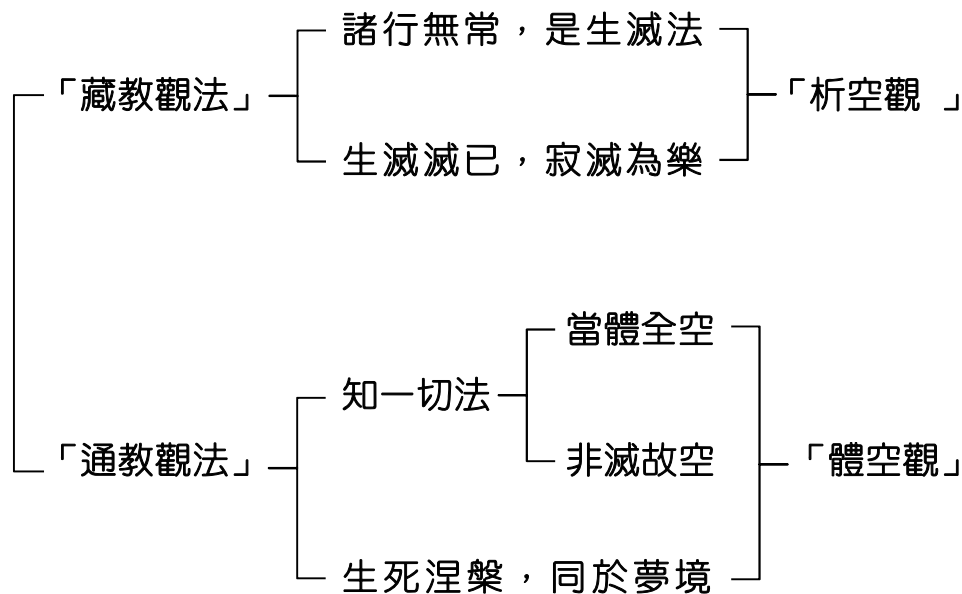 諸行無常，是生滅法
「藏教觀法」
「析空觀 」
生滅滅已，寂滅為樂
當體全空
知一切法
非滅故空
「通教觀法」
「體空觀」
生死涅槃，同於夢境